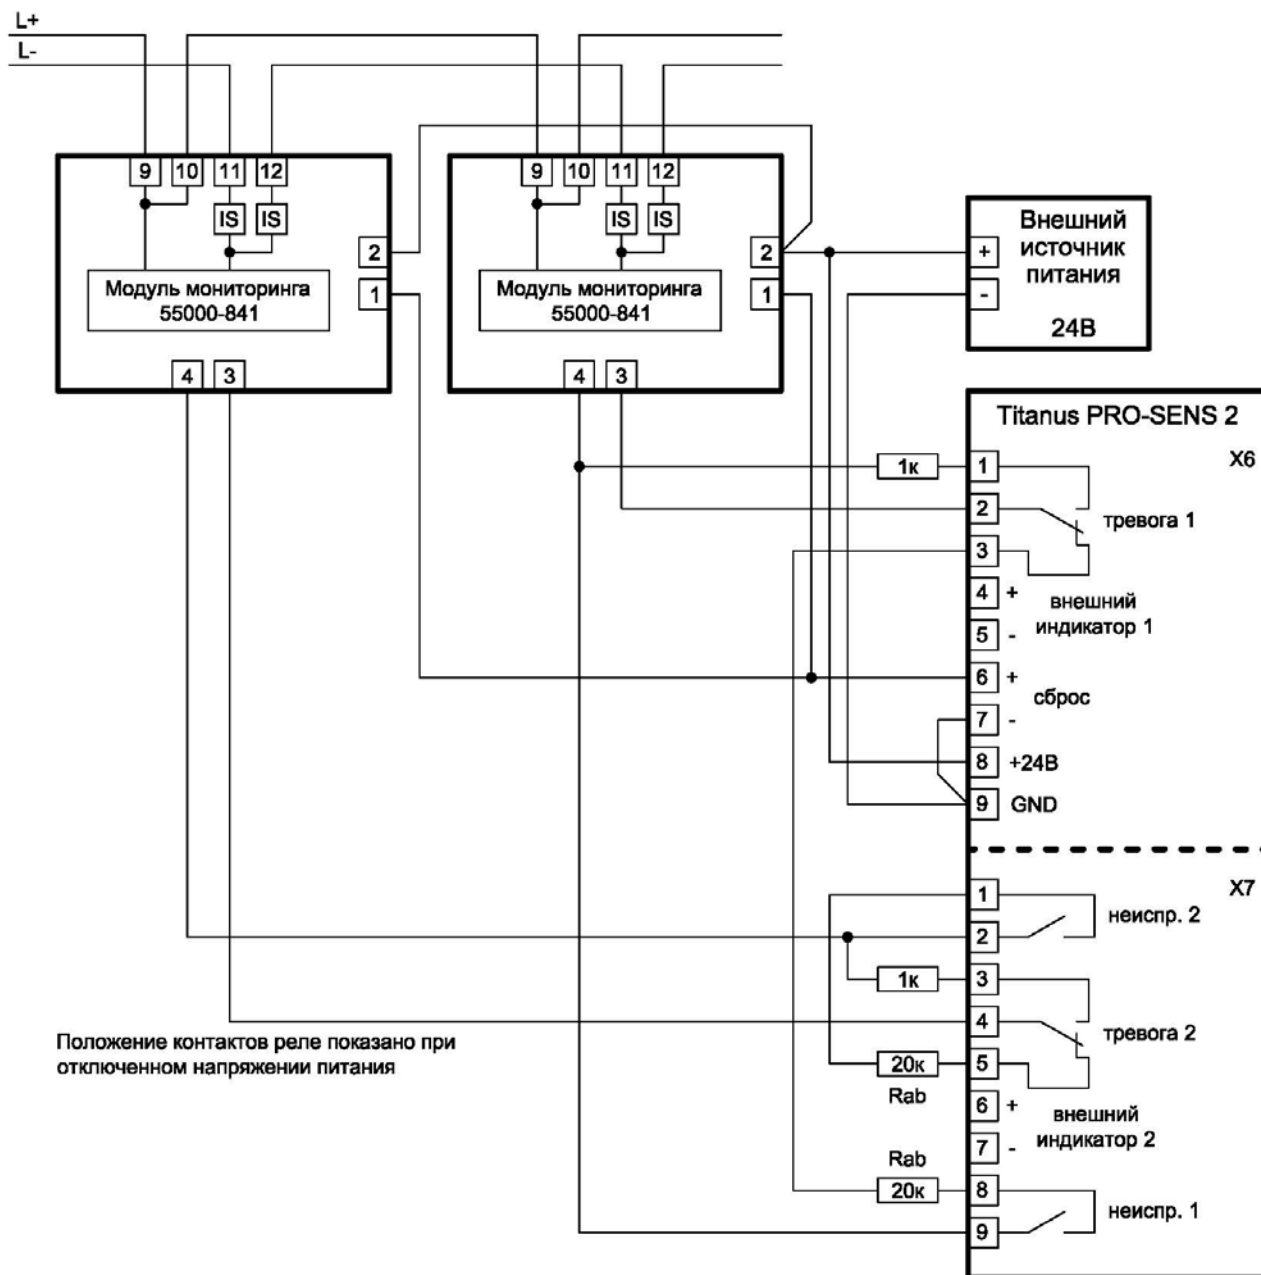 L+
L-
9 10 11 12
IS IS
2
Модуль мониторинга
55000-841
1
4 3
9 10 11 12
IS IS
2
Модуль мониторинга
55000-841
1
4 3
Внешний
источник
питания
24В
+
-
Titanus PRO-SENS 2
X6
1к 1
2
тревога 1
3
4 +
внешний
индикатор 1
5 -
6 +
сброс
7 -
8 +24В
9 GND
X7
1
неиспр. 2
2
1к 3
4
тревога 2
20к 5
Rab
6 +
внешний
индикатор 2
7 -
Rab
20к 8
неиспр. 1
9
Положение контактов реле показано при
отключенном напряжении питания